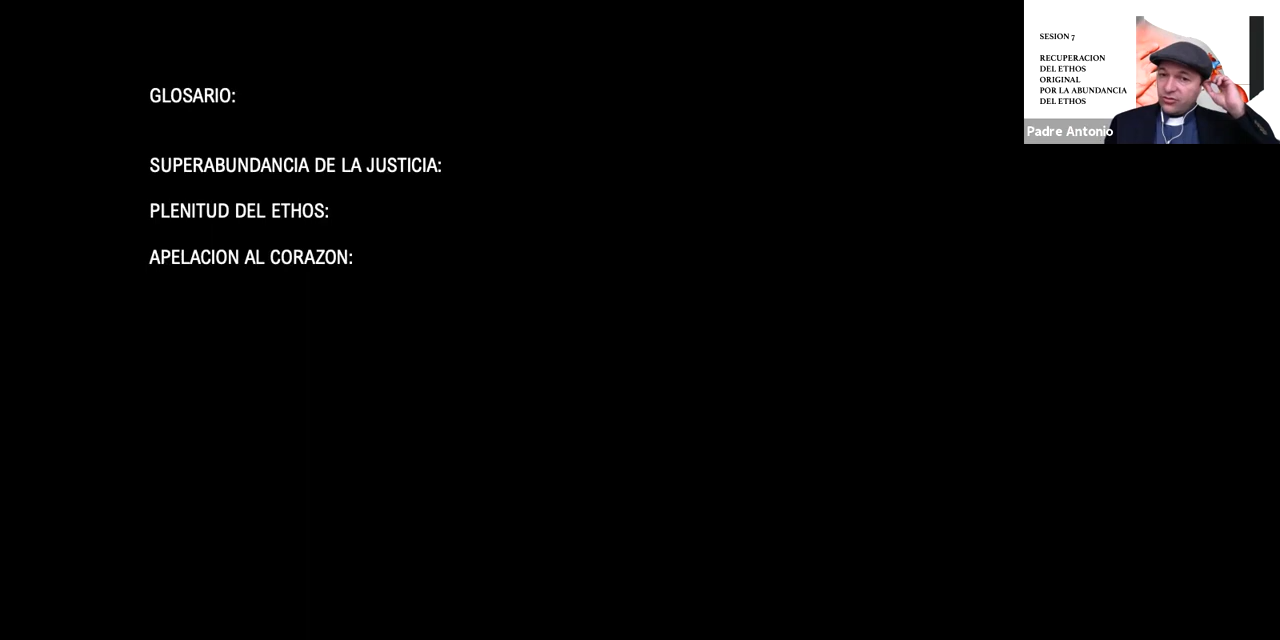 GLOSARIO:
SUPERABUNDANCIA DE LA JUSTICIA:
PLENITUD DEL ETHOS:
APELACION AL CORAZON:
SESION 7
RECUPERACION
DEL ETHOS
ORIGINAL
POR LA ABUNDANCIA
DEL ETHOS
Padre Antonio